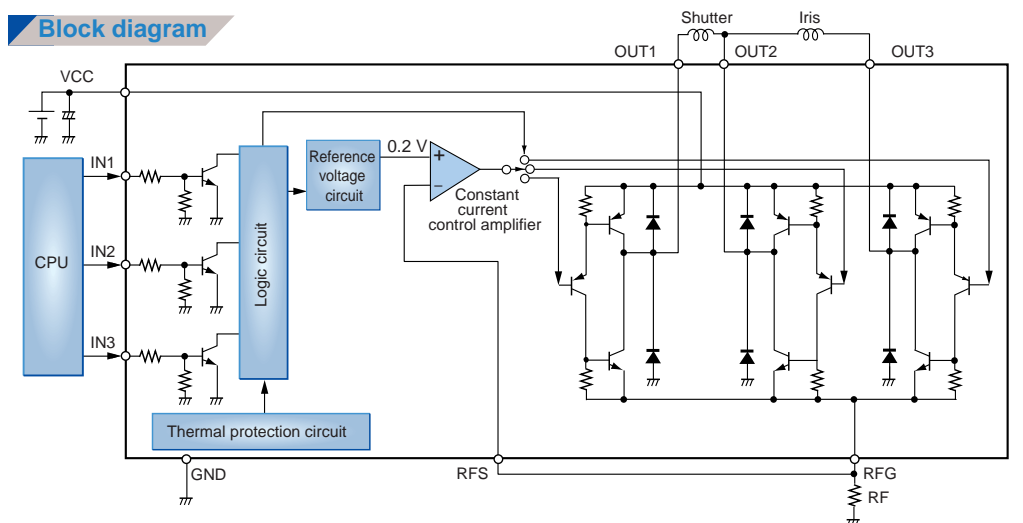 Block diagram
Shutter
Iris
OUT1
OUT2
OUT3
VCC
CPU
IN1
IN2
IN3
Logic circuit
Reference
voltage
circuit
0.2 V
+
−
Constant
current
control amplifier
Thermal protection circuit
GND
RFS
RFG
RF